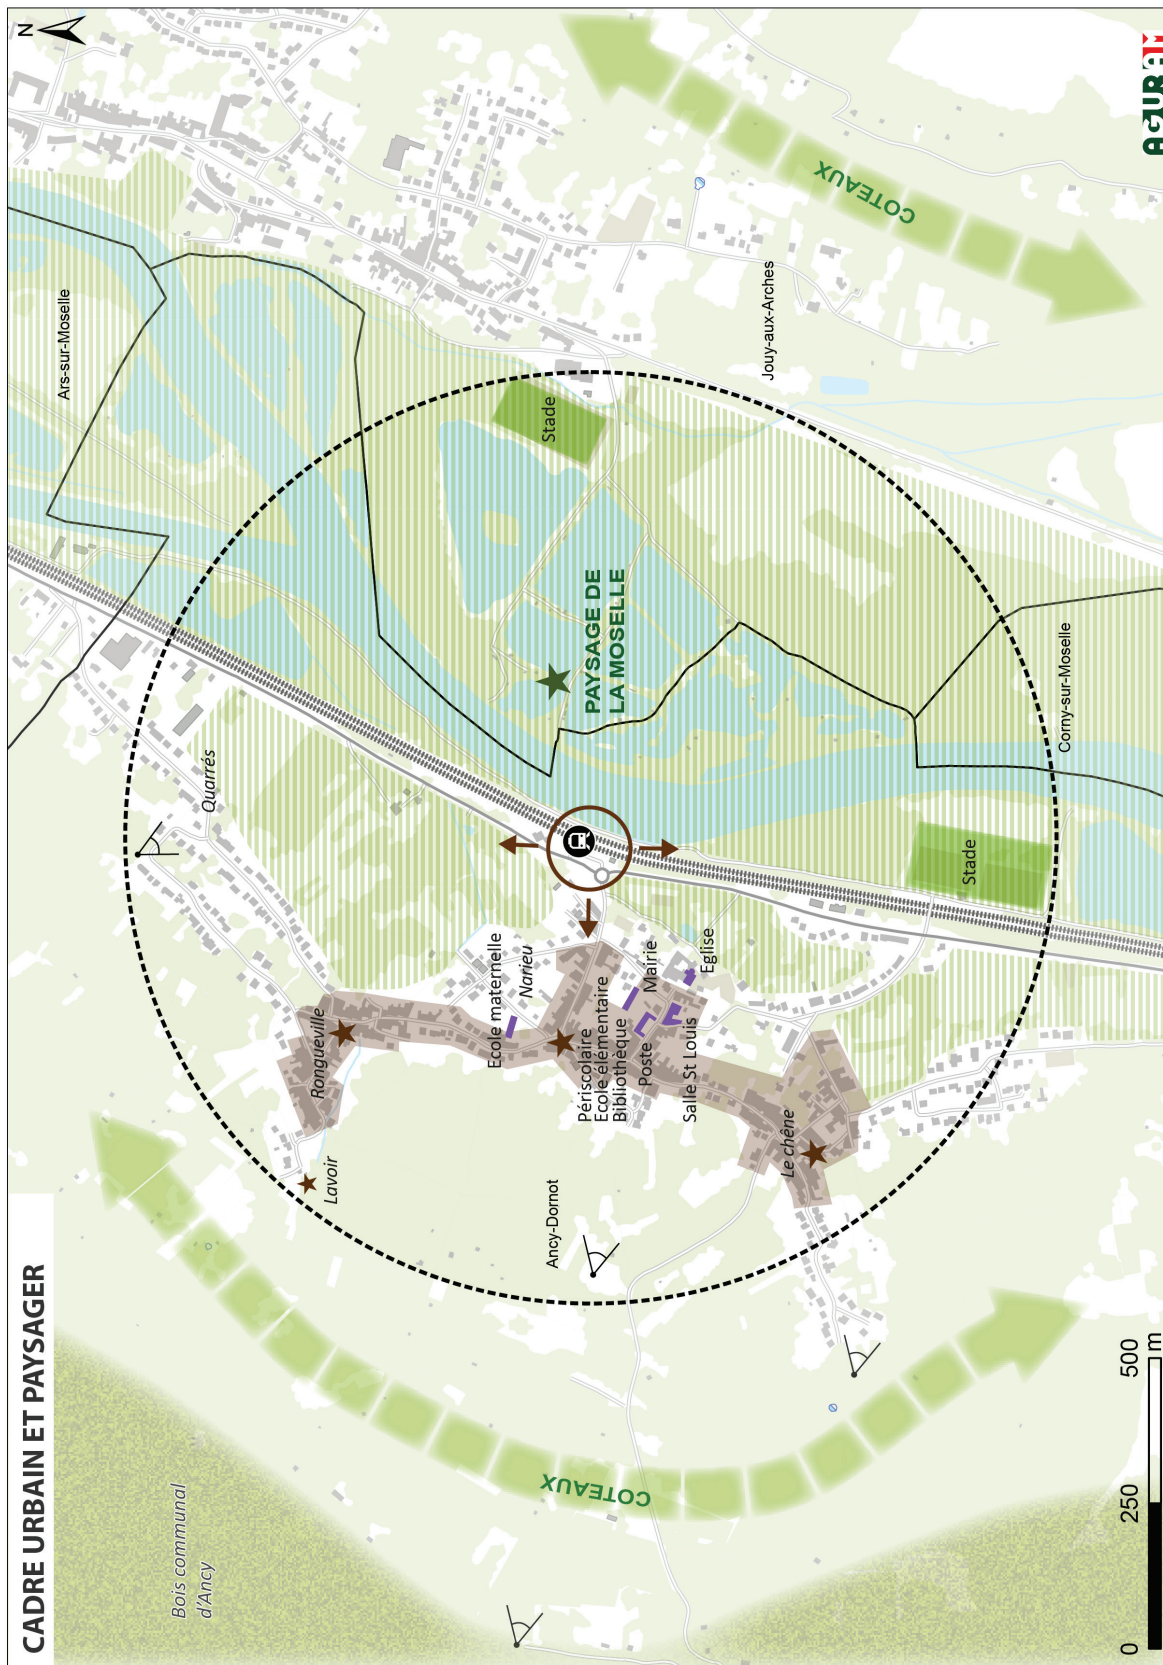 CADRE URBAIN ET PAYSAGER
N
Bois communal
d'Ancy
Ars-sur-Moselle
Quarrés
Rongueville
Lavoir
COTEAUX
Ancy-Dornot
Ecole maternelle
Narieu
Périscolaire
Ecole élémentaire
Bibliothèque
Poste
Mairie
Salle St Louis
Eglise
Le chêne
PAYSAGE DE
LA MOSELLE
Stade
Stade
Jouy-aux-Arches
COTEAUX
Corny-sur-Moselle
0 250 500
m
AGURAM